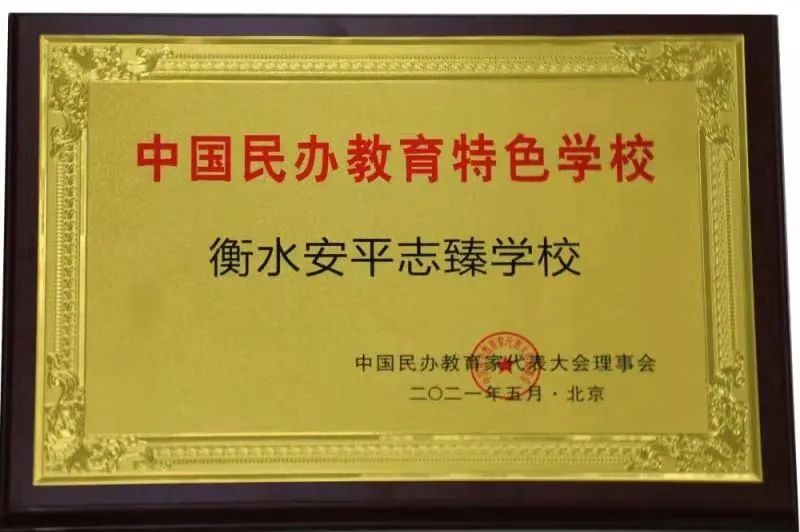 中国民办教育特色学校
衡水安平志臻学校
中国民办教育家代表大会理事会
二〇二一年五月·北京